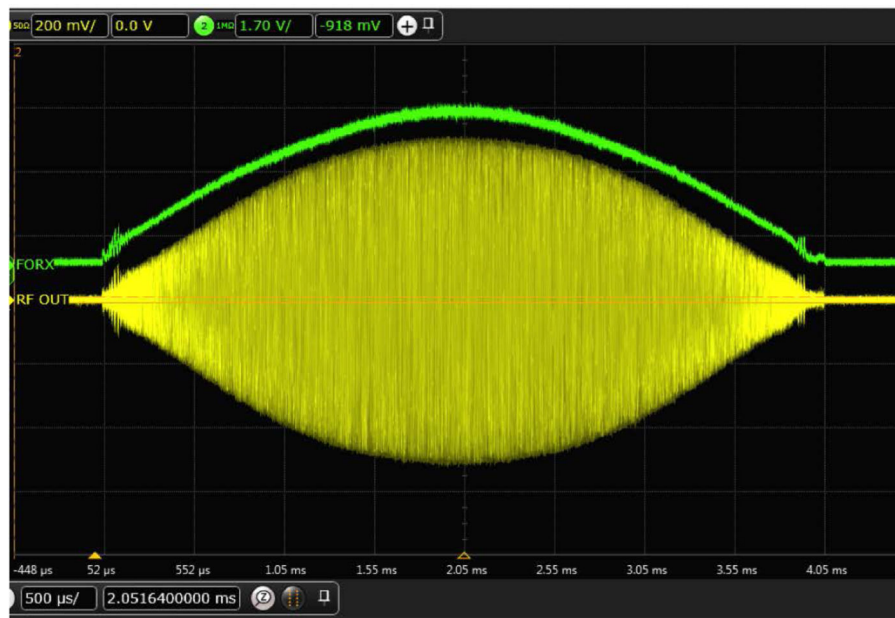 50Ω 200 mV/ 0.0 V 2 1MΩ 1.70 V/ -918 mV +
2
FORX
RF OUT
-448 μs 52 μs 552 μs 1.05 ms 1.55 ms 2.05 ms 2.55 ms 3.05 ms 3.55 ms 4.05 ms
500 μs/ 2.0516400000 ms Z